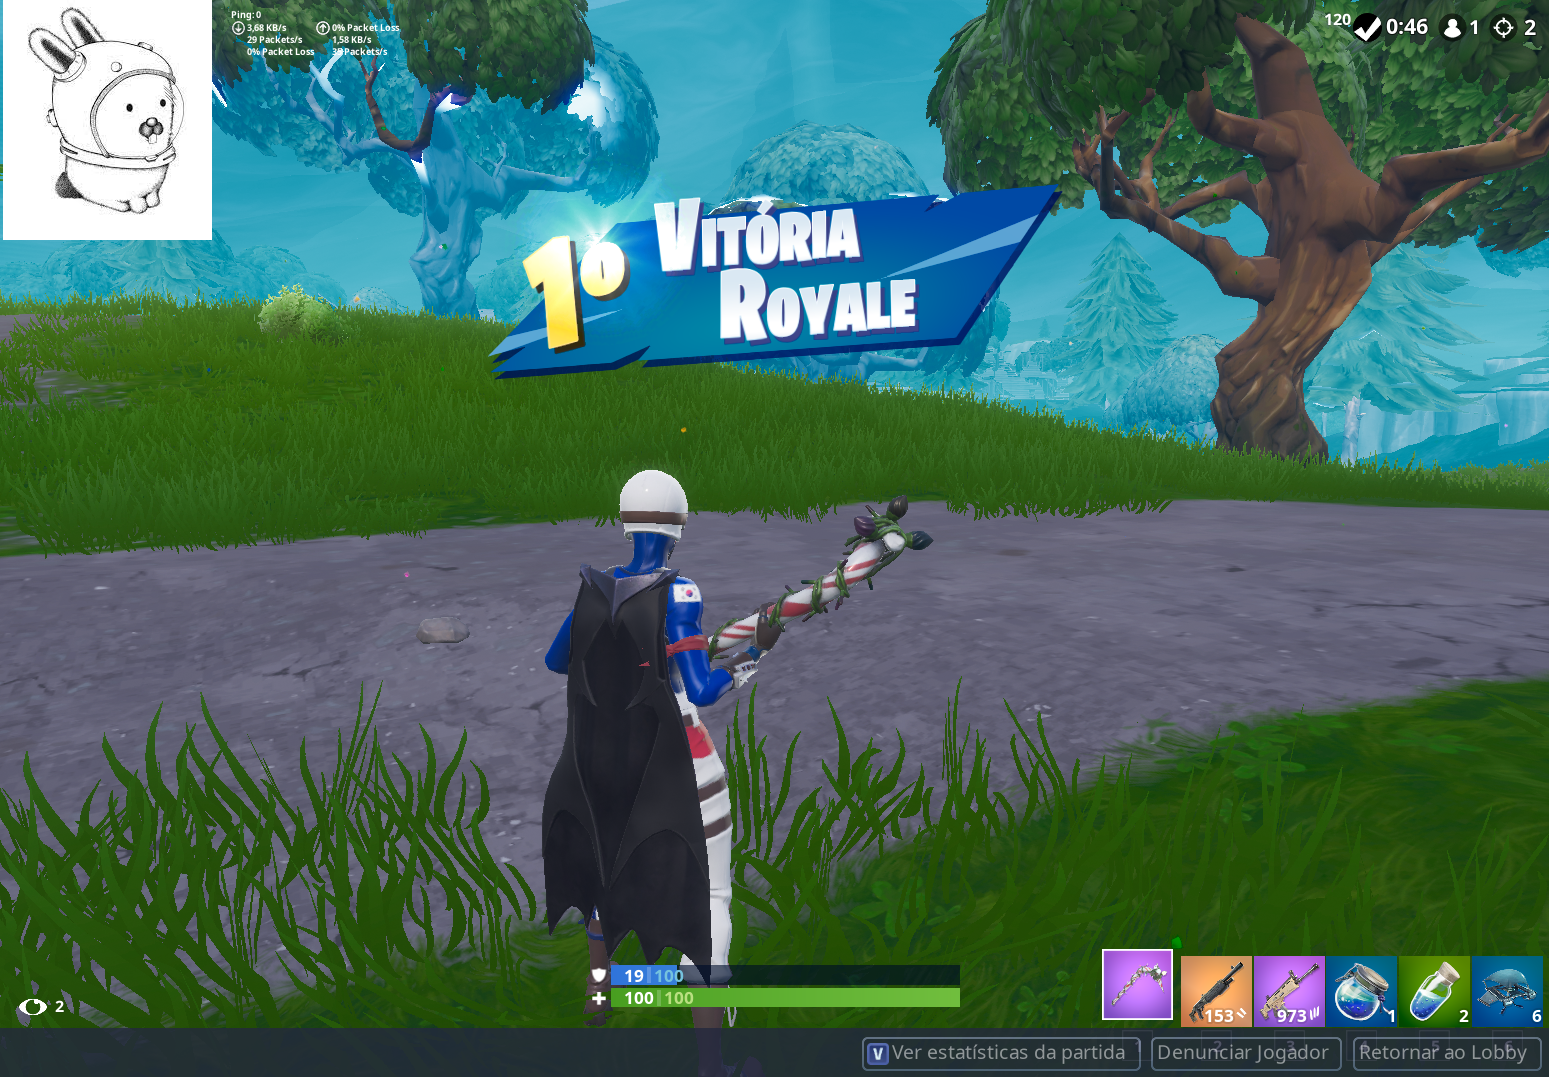 Ping: 0
3,68 KB/s
0% Packet Loss
29 Packets/s
1,58 KB/s
0% Packet Loss
Packets/s
120
0:46
1
2
1º
VITÓRIA
ROYALE
19 | 100
100 | 100
2
153
973
1
2
6
V Ver estatísticas da partida
Denunciar Jogador
Retornar ao Lobby